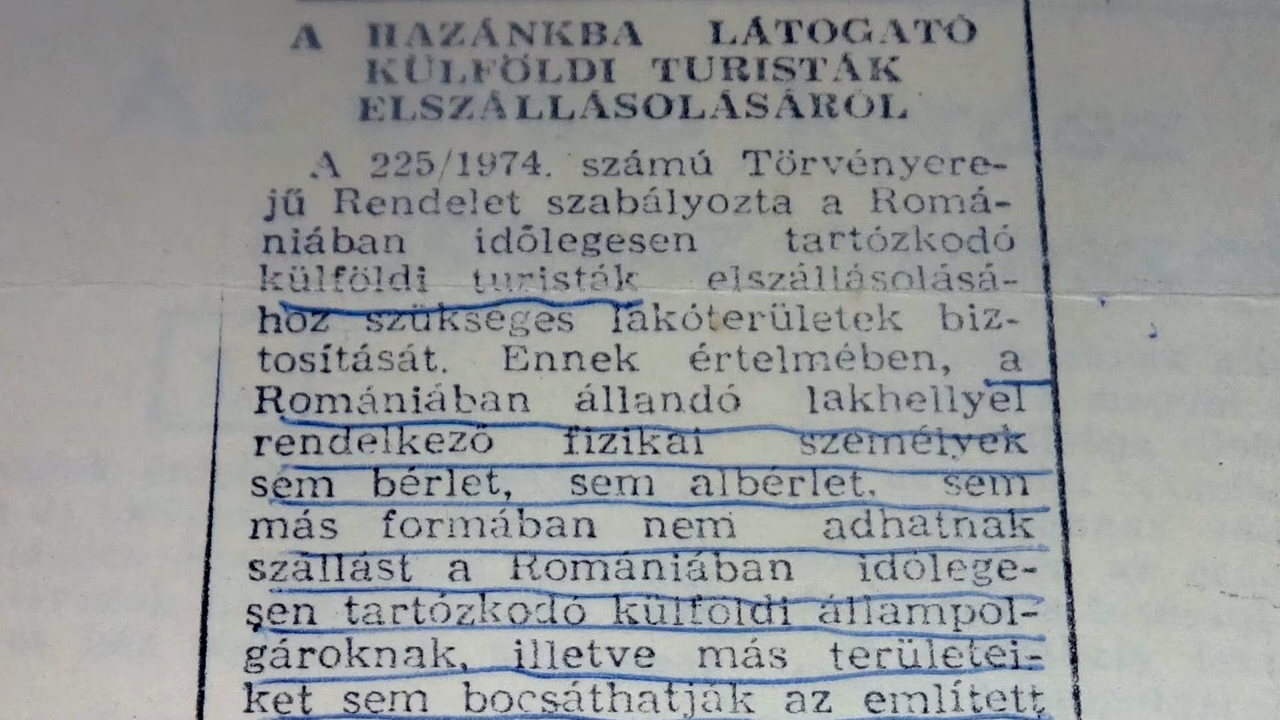 A HAZÁNKBA LÁTOGATÓ
KÜLFÖLDI TURISTÁK
ELSZÁLLÁSOLÁSÁRÓL
A 225/1974. számú Törvényere-
jű Rendelet szabályozta a Romá-
niában időlegesen tartózkodó
külföldi turisták elszállásolásá-
hoz szükséges lakóterületek biz-
tosítását. Ennek értelmében, a
Romániában állandó lakhellyel
rendelkező fizikai személyek
sem bérlet, sem albérlet, sem
más formában nem adhatnak
szállást a Romániában időlege-
sen tartózkodó külföldi állampol-
gároknak, illetve más területei-
ket sem bocsáthatják az említett